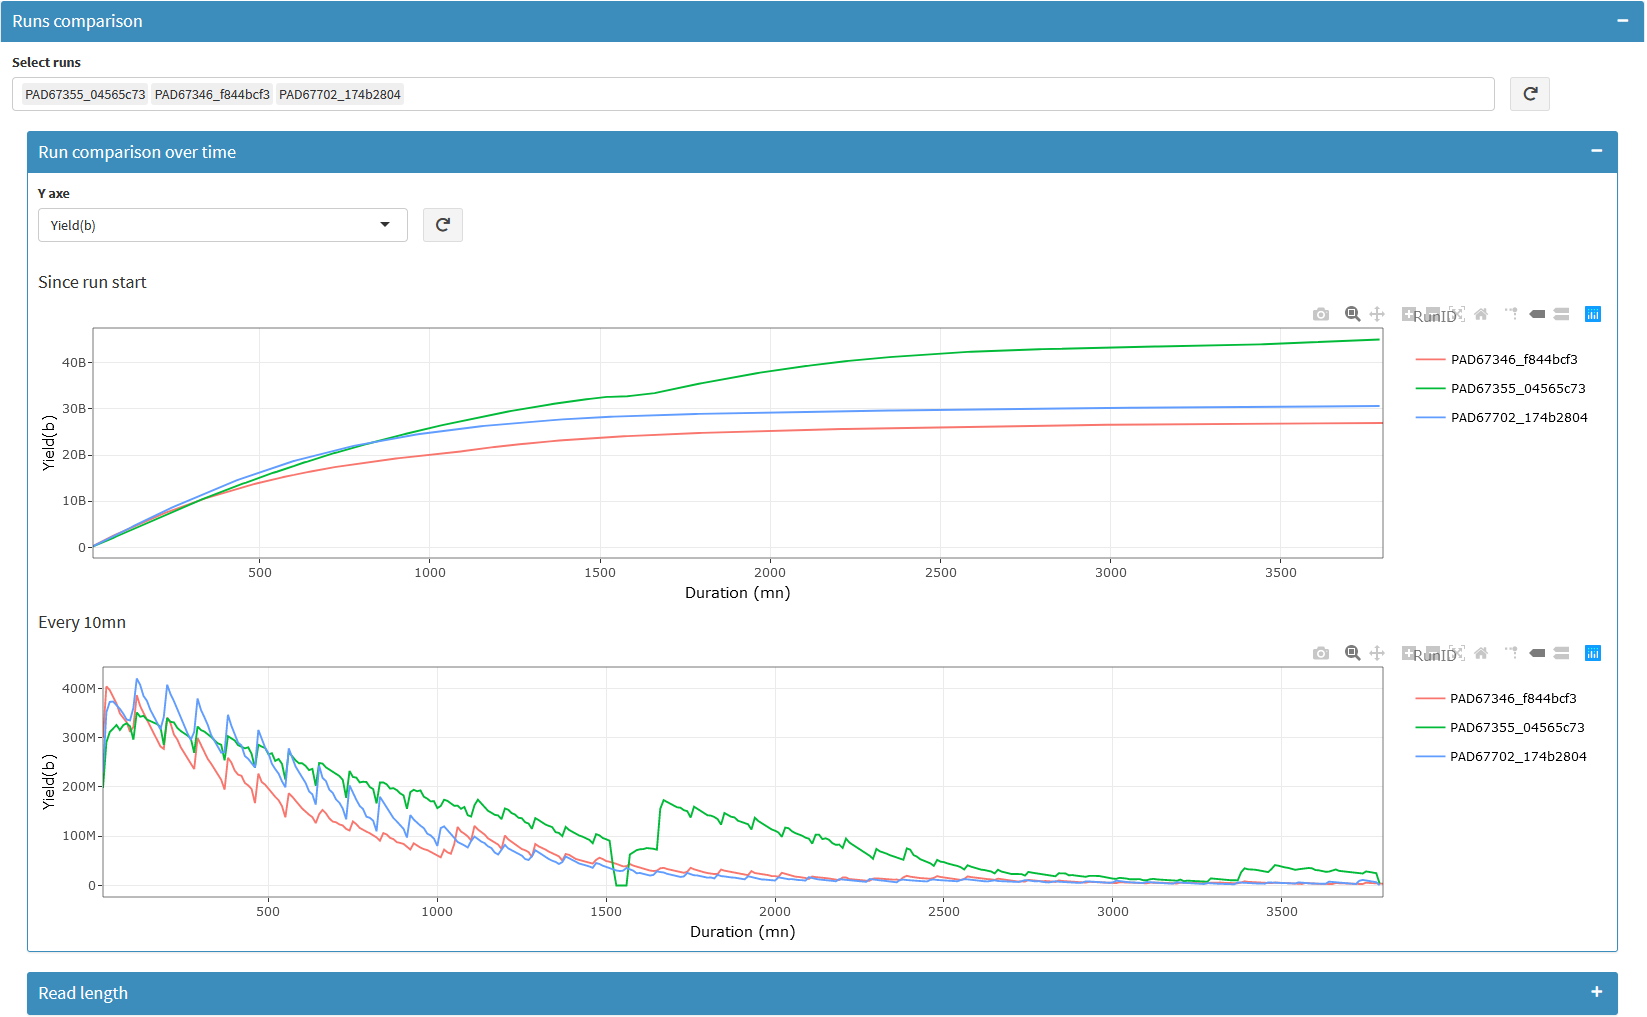 Runs comparison
Select runs
PAD67355_04565c73 PAD67346_f844bcf3 PAD67702_174b2804
Run comparison over time
Y axe
Yield(b)
Since run start
RunID
PAD67346_f844bcf3
PAD67355_04565c73
PAD67702_174b2804
Yield(b)
40B
30B
20B
10B
0
500 1000 1500 2000 2500 3000 3500
Duration (mn)
Every 10mn
RunID
PAD67346_f844bcf3
PAD67355_04565c73
PAD67702_174b2804
Yield(b)
400M
300M
200M
100M
0
500 1000 1500 2000 2500 3000 3500
Duration (mn)
Read length